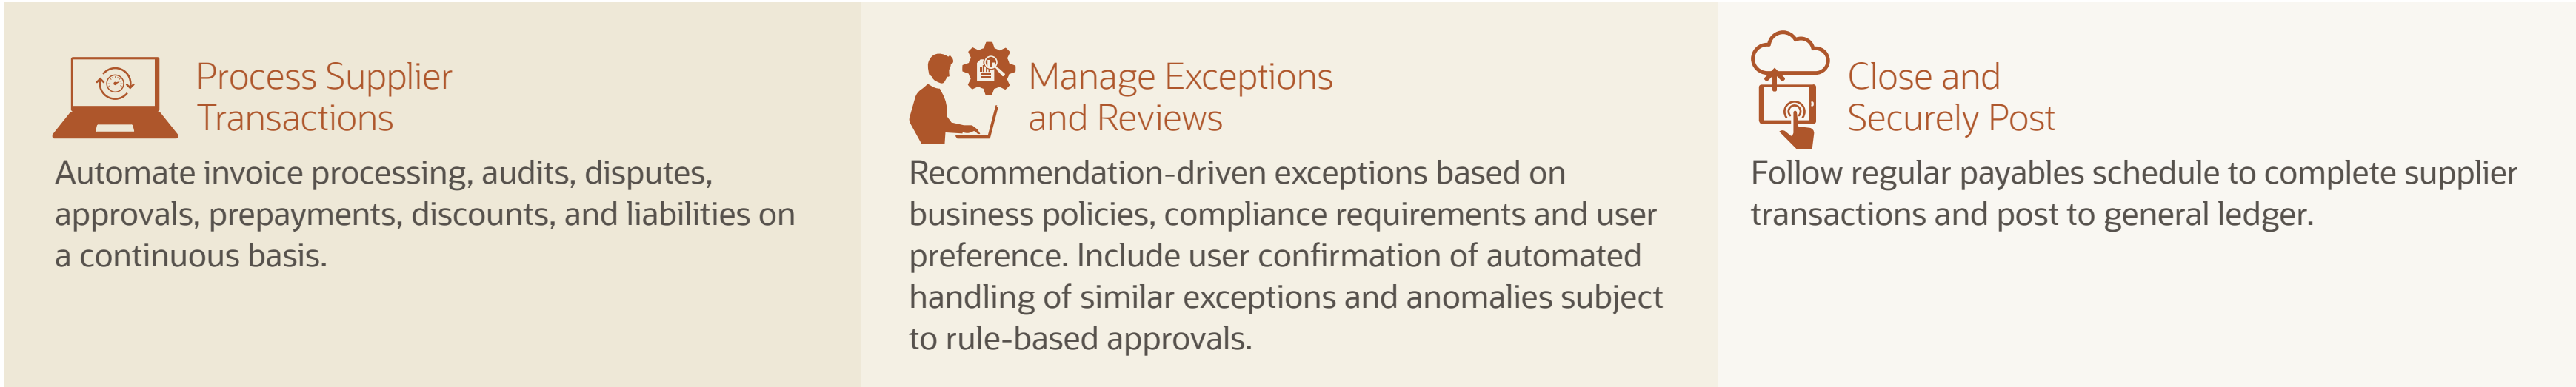 Process Supplier
Transactions
Automate invoice processing, audits, disputes,
approvals, prepayments, discounts, and liabilities on
a continuous basis.
Manage Exceptions
and Reviews
Recommendation-driven exceptions based on
business policies, compliance requirements and user
preference. Include user confirmation of automated
handling of similar exceptions and anomalies subject
to rule-based approvals.
Close and
Securely Post
Follow regular payables schedule to complete supplier
transactions and post to general ledger.